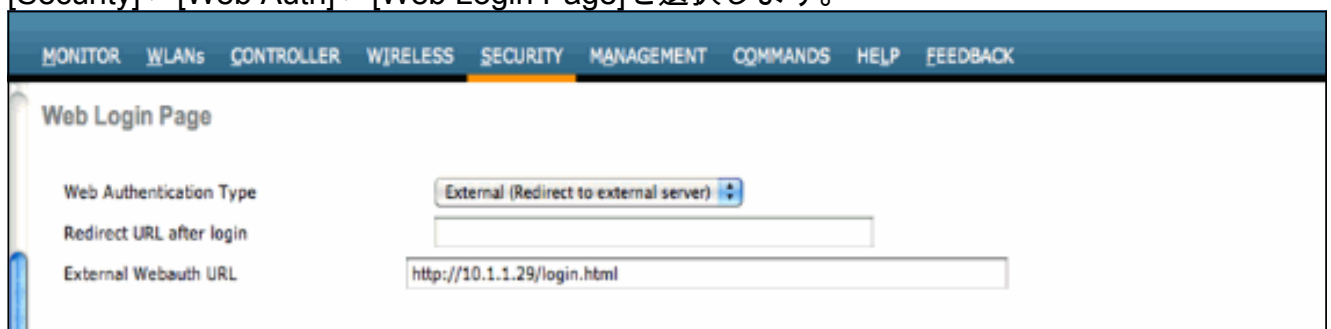 [Security] > [Web Auth] > [Web Login Page]を選択します。
MONITOR WLANs CONTROLLER WIRELESS SECURITY MANAGEMENT COMMANDS HELP FEEDBACK
Web Login Page
Web Authentication Type External (Redirect to external server)
Redirect URL after login
External Webauth URL http://10.1.1.29/login.html